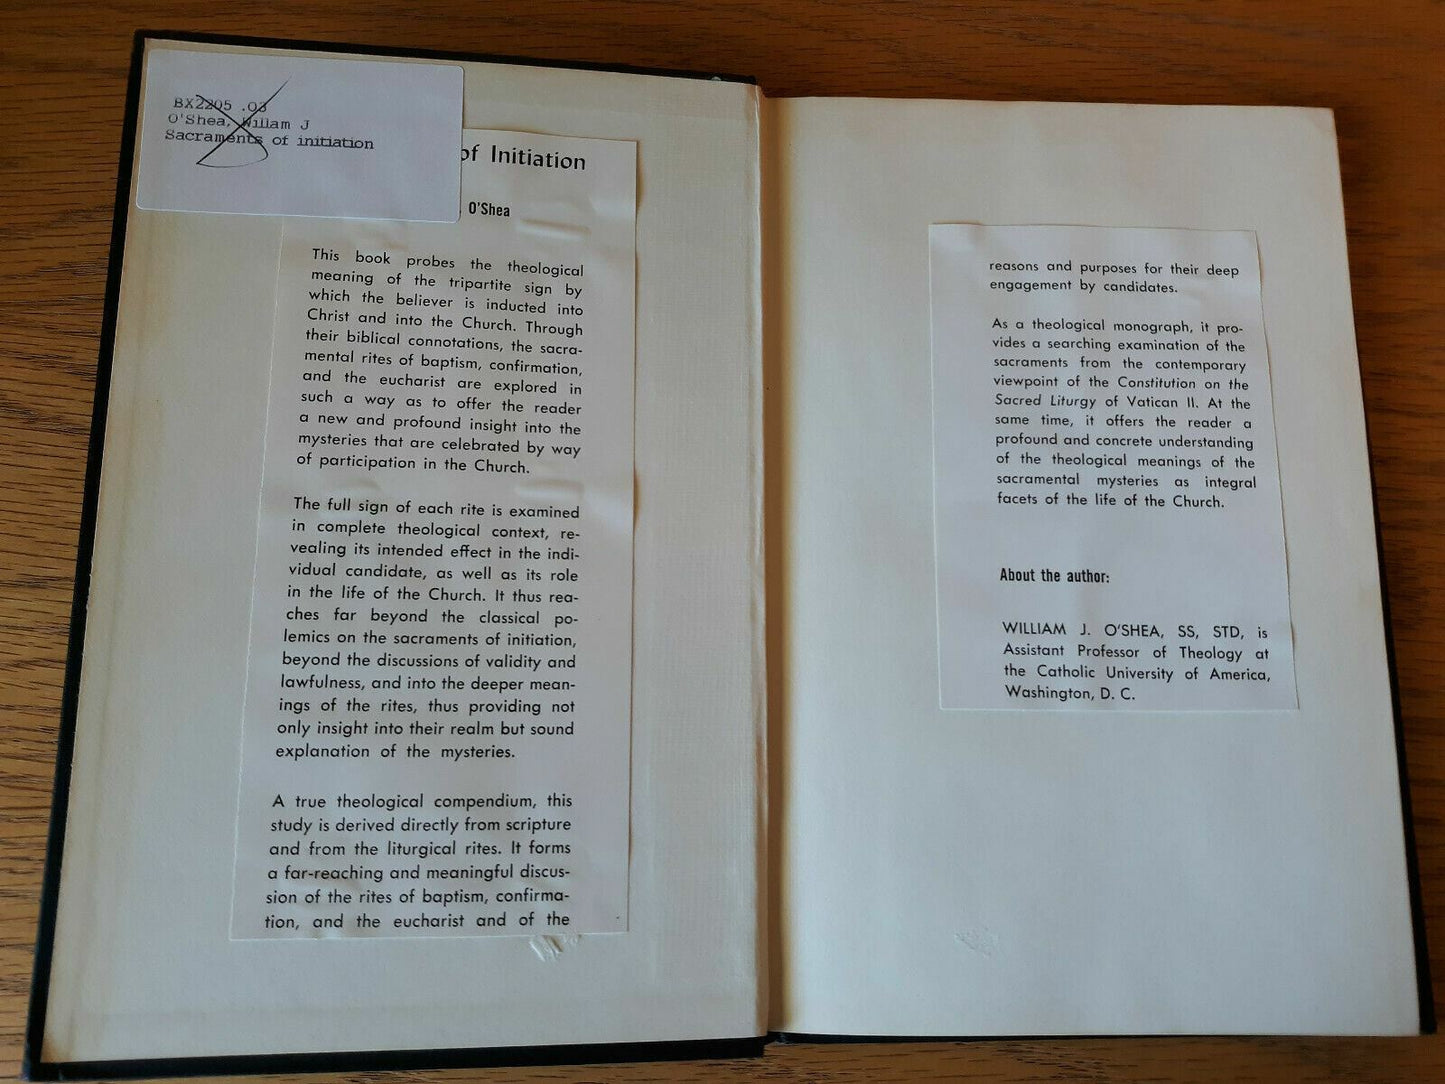 BX2205 .O3
O'Shea, Willam J
Sacraments of initiation
of Initiation
O'Shea
This book probes the theological
meaning of the tripartite sign by
which the believer is inducted into
Christ and into the Church. Through
their biblical connotations, the sacra-
mental rites of baptism, confirmation,
and the eucharist are explored in
such a way as to offer the reader
a new and profound insight into the
mysteries that are celebrated by way
of participation in the Church.
The full sign of each rite is examined
in complete theological context, re-
vealing its intended effect in the indi-
vidual candidate, as well as its role
in the life of the Church. It thus rea-
ches far beyond the classical po-
lemics on the sacraments of initiation,
beyond the discussions of validity and
lawfulness, and into the deeper mean-
ings of the rites, thus providing not
only insight into their realm but sound
explanation of the mysteries.
A true theological compendium, this
study is derived directly from scripture
and from the liturgical rites. It forms
a far-reaching and meaningful discus-
sion of the rites of baptism, confirma-
tion, and the eucharist and of the
reasons and purposes for their deep
engagement by candidates.
As a theological monograph, it pro-
vides a searching examination of the
sacraments from the contemporary
viewpoint of the Constitution on the
Sacred Liturgy of Vatican II. At the
same time, it offers the reader a
profound and concrete understanding
of the theological meanings of the
sacramental mysteries as integral
facets of the life of the Church.
About the author:
WILLIAM J. O'SHEA, SS, STD, is
Assistant Professor of Theology at
the Catholic University of America,
Washington, D. C.